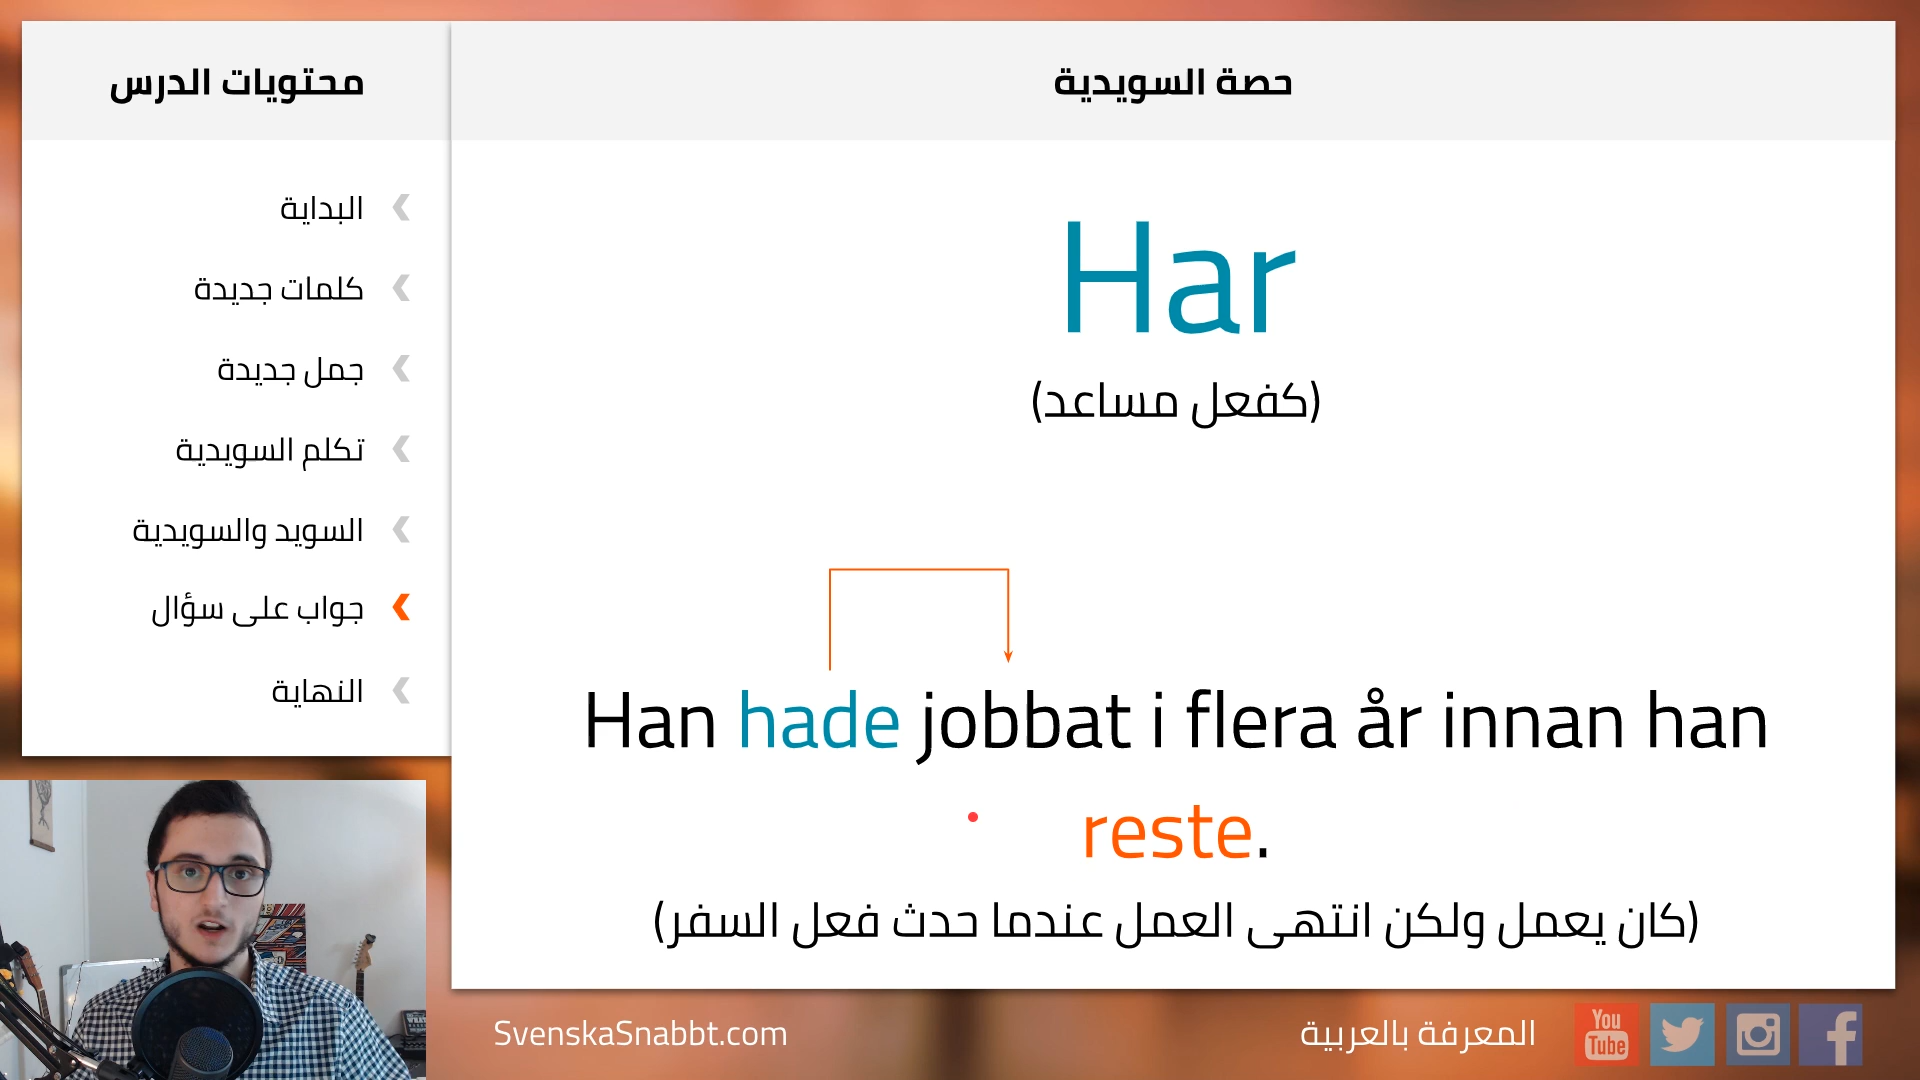 حصة السويدية
محتويات الدرس
البداية
كلمات جديدة
جمل جديدة
تكلم السويدية
السويد والسويدية
جواب على سؤال
النهاية
Har
(كفعل مساعد)
Han hade jobbat i flera år innan han
reste.
(كان يعمل ولكن انتهى العمل عندما حدث فعل السفر)
SvenskaSnabbt.com
المعرفة بالعربية
You
Tube